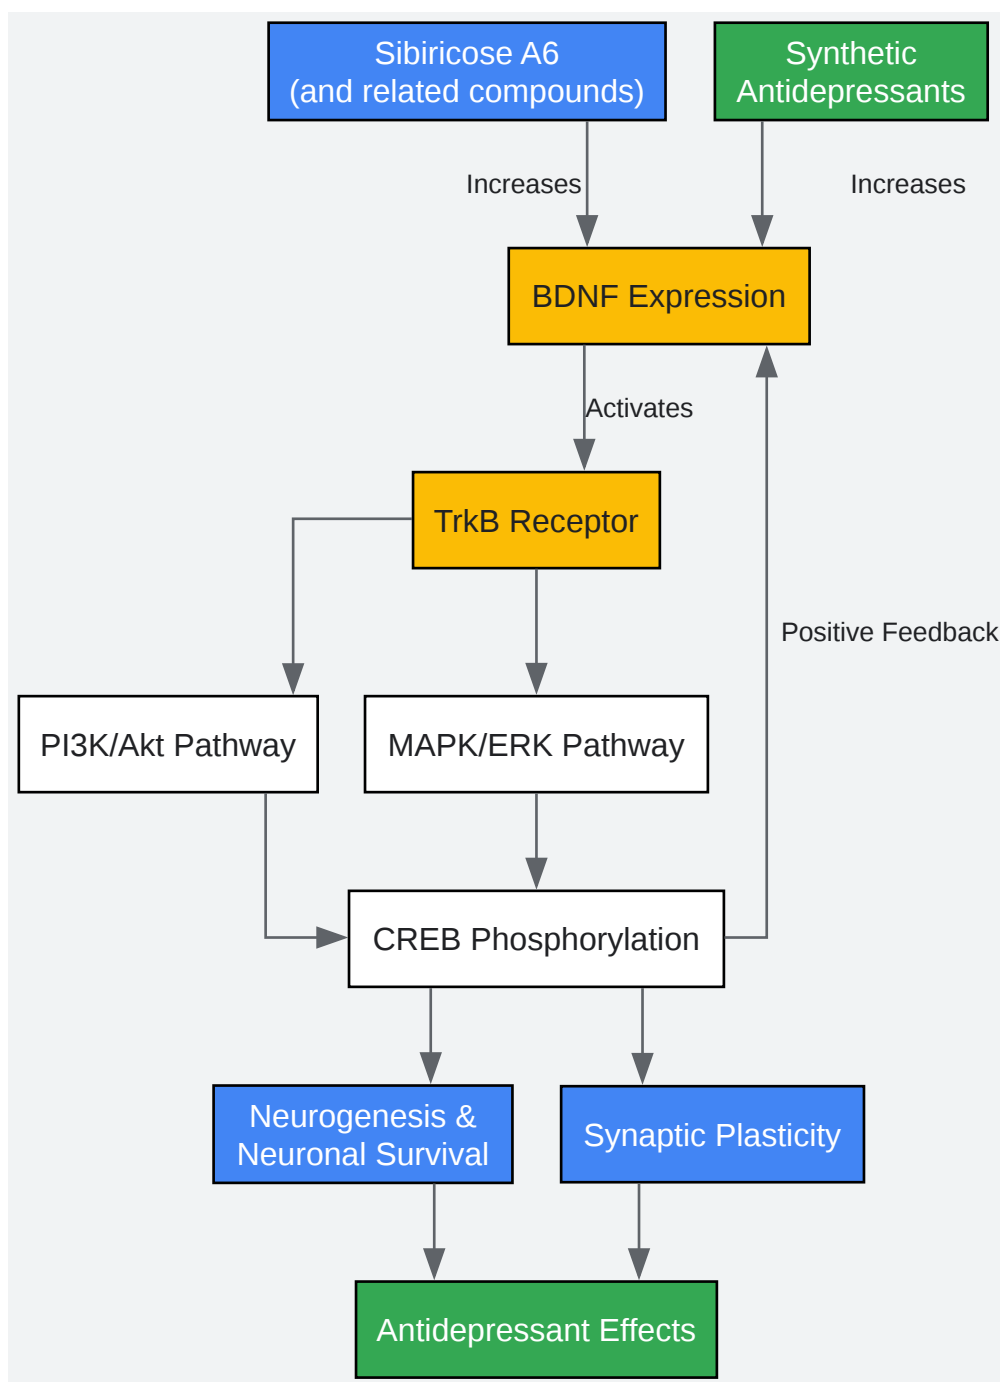 Sibiricose A6
(and related compounds)
Synthetic
Antidepressants
Increases
Increases
BDNF Expression
Activates
TrkB Receptor
Positive Feedback
PI3K/Akt Pathway
MAPK/ERK Pathway
CREB Phosphorylation
Neurogenesis &
Neuronal Survival
Synaptic Plasticity
Antidepressant Effects